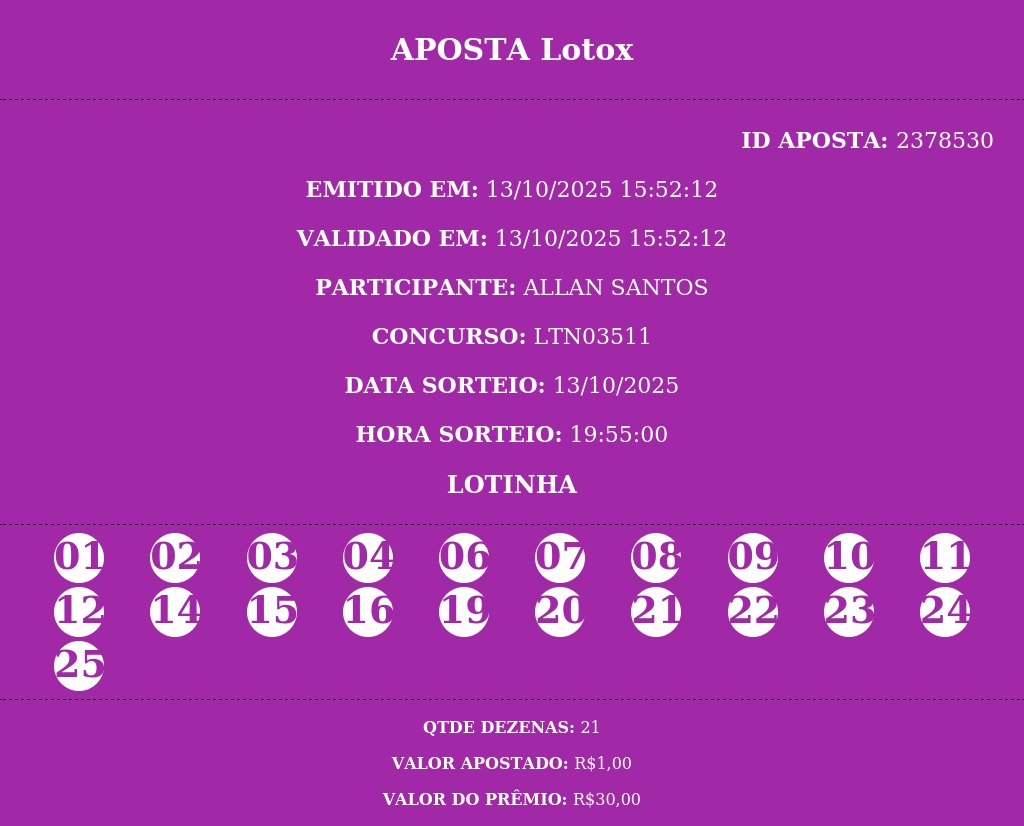 APOSTA Lotox
ID APOSTA: 2378530
EMITIDO EM: 13/10/2025 15:52:12
VALIDADO EM: 13/10/2025 15:52:12
PARTICIPANTE: ALLAN SANTOS
CONCURSO: LTN03511
DATA SORTEIO: 13/10/2025
HORA SORTEIO: 19:55:00
LOTINHA
01 02 03 04 06 07 08 09 10 11
12 14 15 16 19 20 21 22 23 24
25
QTDE DEZENAS: 21
VALOR APOSTADO: R$1,00
VALOR DO PRÊMIO: R$30,00